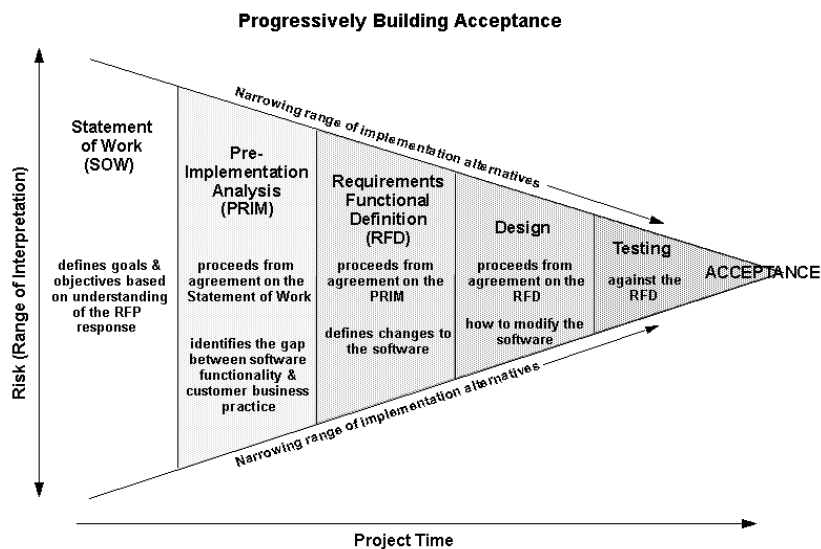 Progressively Building Acceptance
Risk (Range of Interpretation)
Narrowing range of implementation alternatives
Statement
of Work
(SOW)
defines goals &
objectives based
on understanding
of the RFP
response
Pre-
Implementation
Analysis
(PRIM)
proceeds from
agreement on the
Statement of Work
identifies the gap
between software
functionality &
customer business
practice
Requirements
Functional
Definition
(RFD)
proceeds from
agreement on the
PRIM
defines changes to
the software
Design
proceeds from
agreement on the
RFD
how to modify the
software
Testing
against the
RFD
ACCEPTANCE
Narrowing range of implementation alternatives
Project Time